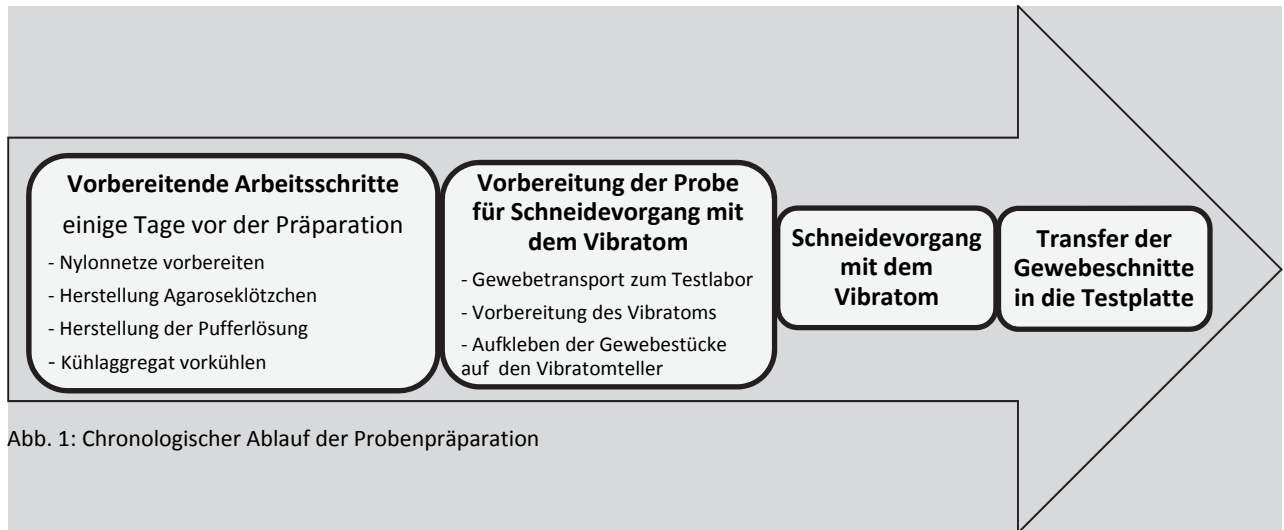 Vorbereitende Arbeitsschritte
einige Tage vor der Präparation
- Nylonnetze vorbereiten
- Herstellung Agaroseklötzchen
- Herstellung der Pufferlösung
- Kühlaggregat vorkühlen
Vorbereitung der Probe
für Schneidevorgang mit
dem Vibratom
- Gewebetransport zum Testlabor
- Vorbereitung des Vibratoms
- Aufkleben der Gewebestücke
auf den Vibratomteller
Schneidevorgang
mit dem
Vibratom
Transfer der
Gewebeschnitte
in die Testplatte
Abb. 1: Chronologischer Ablauf der Probenpräparation